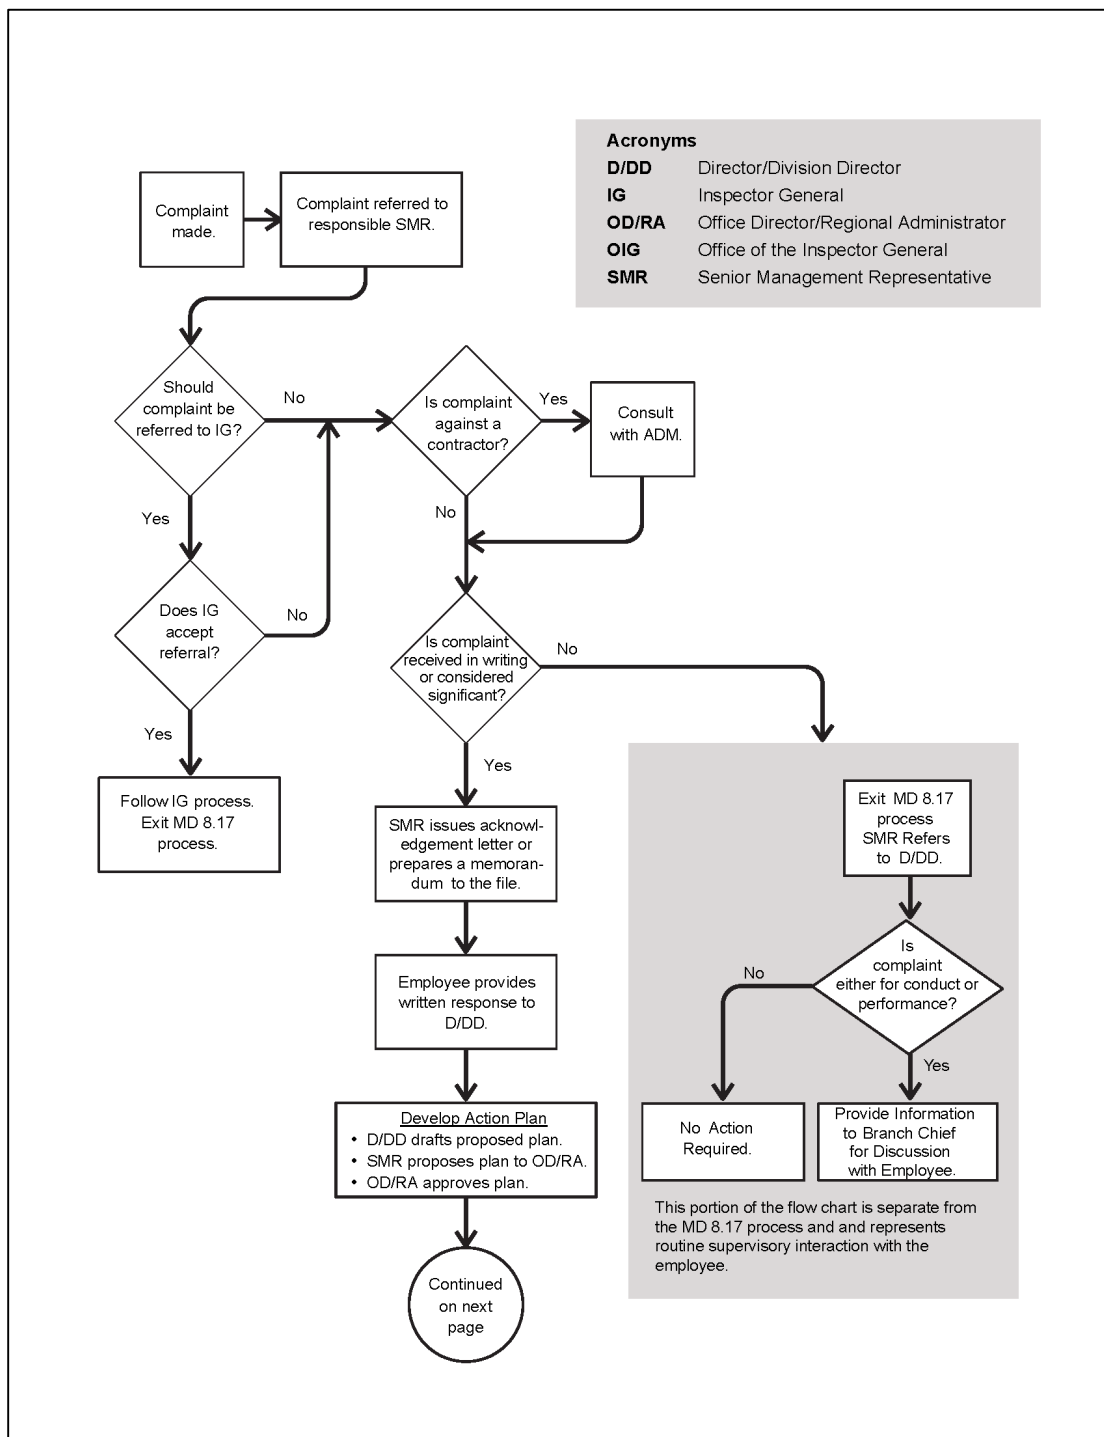 Acronyms
D/DD Director/Division Director
IG Inspector General
OD/RA Office Director/Regional Administrator
OIG Office of the Inspector General
SMR Senior Management Representative
Complaint
made.
Complaint referred to
responsible SMR.
Should
complaint be
referred to IG?
No
Yes
Is complaint
against a
contractor?
Yes
Consult
with ADM.
No
Does IG
accept
referral?
No
Yes
Follow IG process.
Exit MD 8.17
process.
Is complaint
received in writing
or considered
significant?
No
Yes
SMR issues acknowl-
edgement letter or
prepares a memoran-
dum to the file.
Employee provides
written response to
D/DD.
Develop Action Plan
• D/DD drafts proposed plan.
• SMR proposes plan to OD/RA.
• OD/RA approves plan.
Continued
on next
page
Exit MD 8.17
process
SMR Refers
to D/DD.
Is
complaint
either for conduct or
performance?
No
Yes
No Action
Required.
Provide Information
to Branch Chief
for Discussion
with Employee.
This portion of the flow chart is separate from
the MD 8.17 process and and represents
routine supervisory interaction with the
employee.